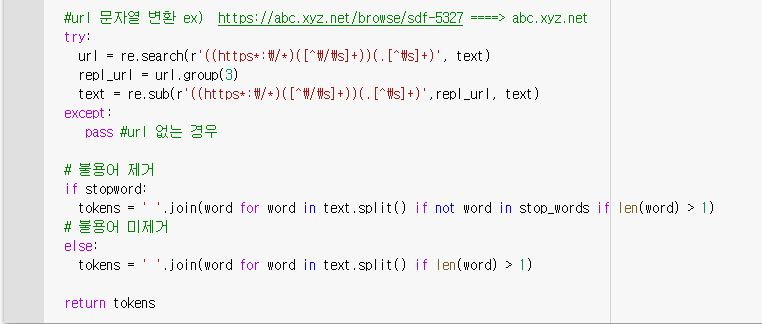 #url 문자열 변환 ex)  https://abc.xyz.net/browse/sdf-5327 ====> abc.xyz.net
try:
  url = re.search(r'((https*:₩/*)([^₩/₩s]+))(.[^₩s]+)', text)
  repl_url = url.group(3)
  text = re.sub(r'((https*:₩/*)([^₩/₩s]+))(.[^₩s]+)',repl_url, text)
except:
   pass #url 없는 경우

# 불용어 제거
if stopword:
  tokens = ' '.join(word for word in text.split() if not word in stop_words if len(word) > 1)
# 불용어 미제거
else:
  tokens = ' '.join(word for word in text.split() if len(word) > 1)

return tokens